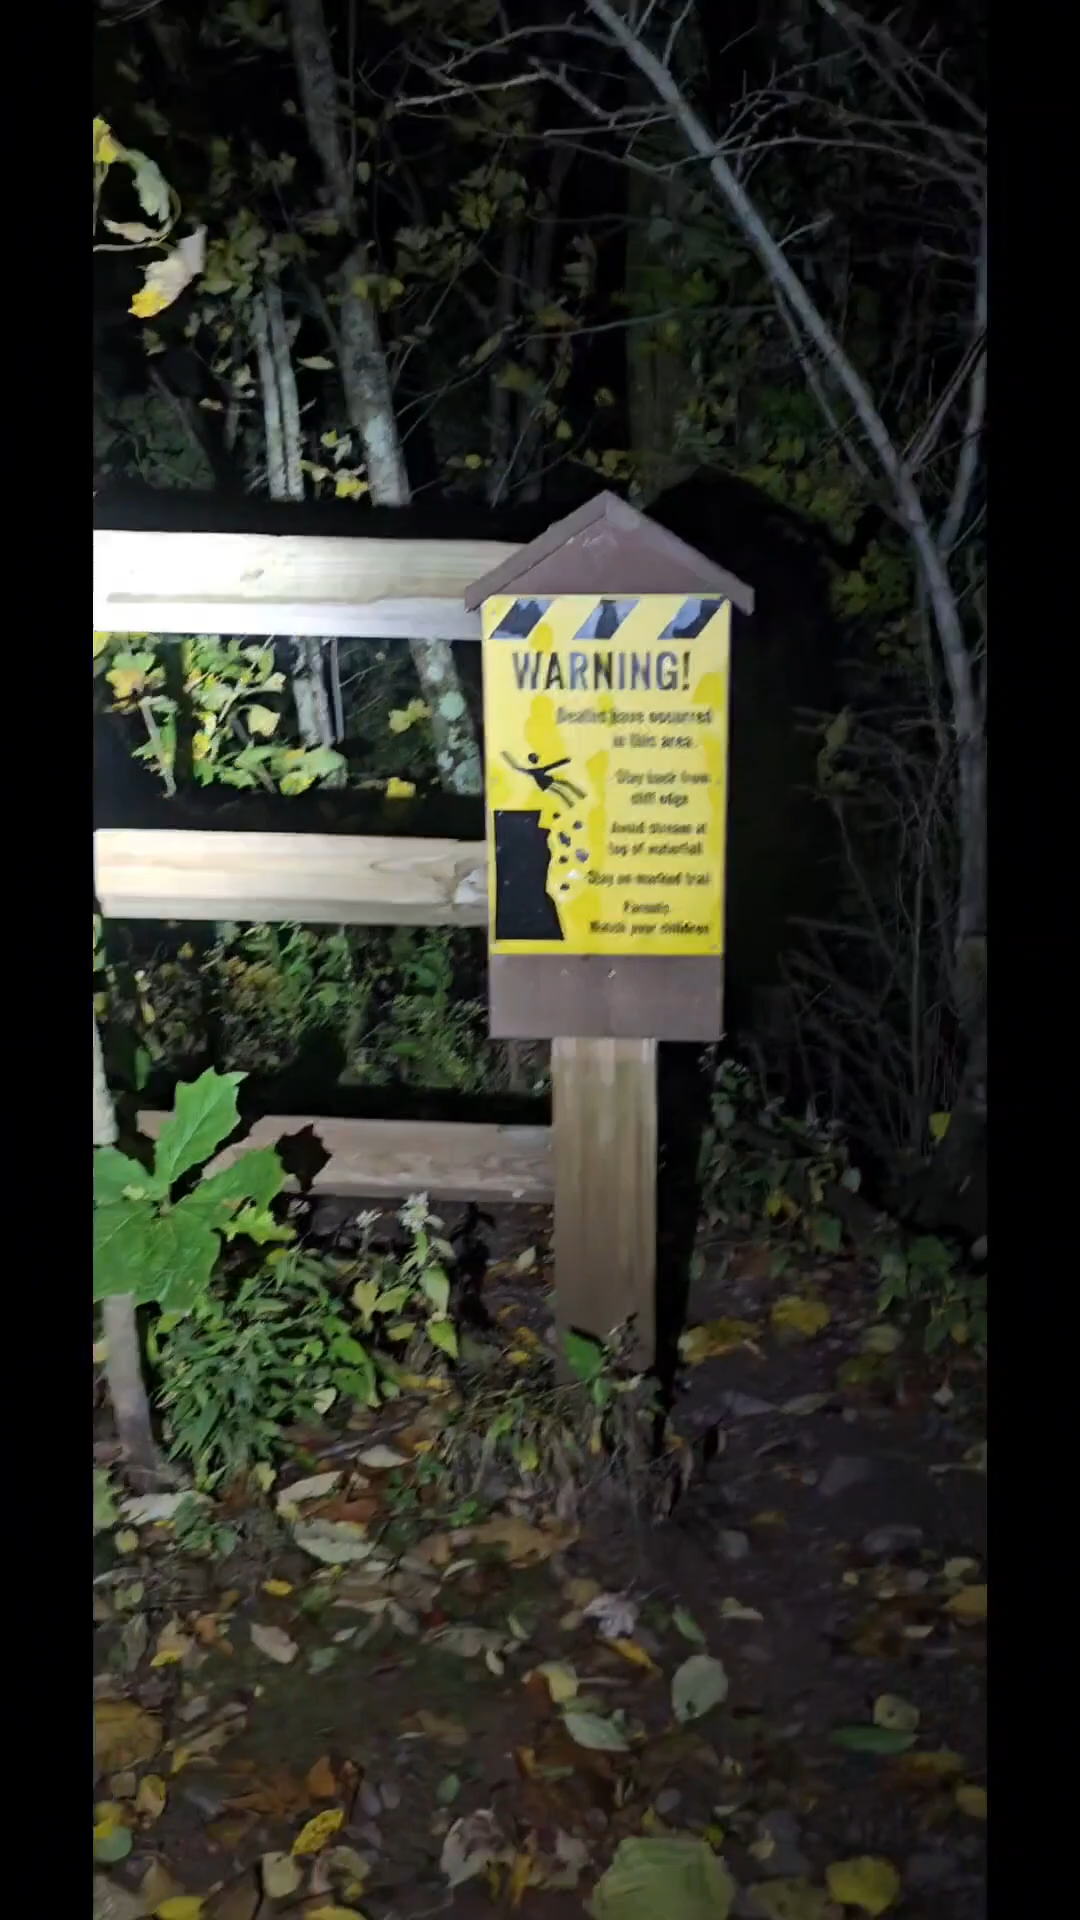 WARNING!
Deaths have occurred
in this area.
Stay back from
cliff edge
Avoid stream at
top of waterfall
Stay on marked trail
Parents:
Watch your children